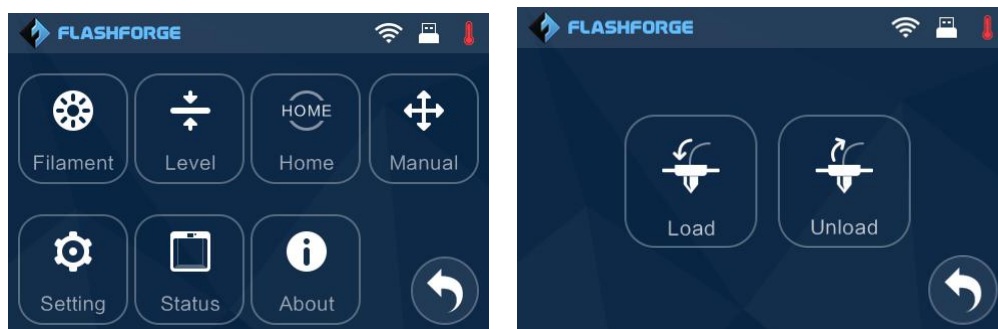 FLASHFORGE
HOME
Filament Level Home Manual
Setting Status About
FLASHFORGE
Load Unload